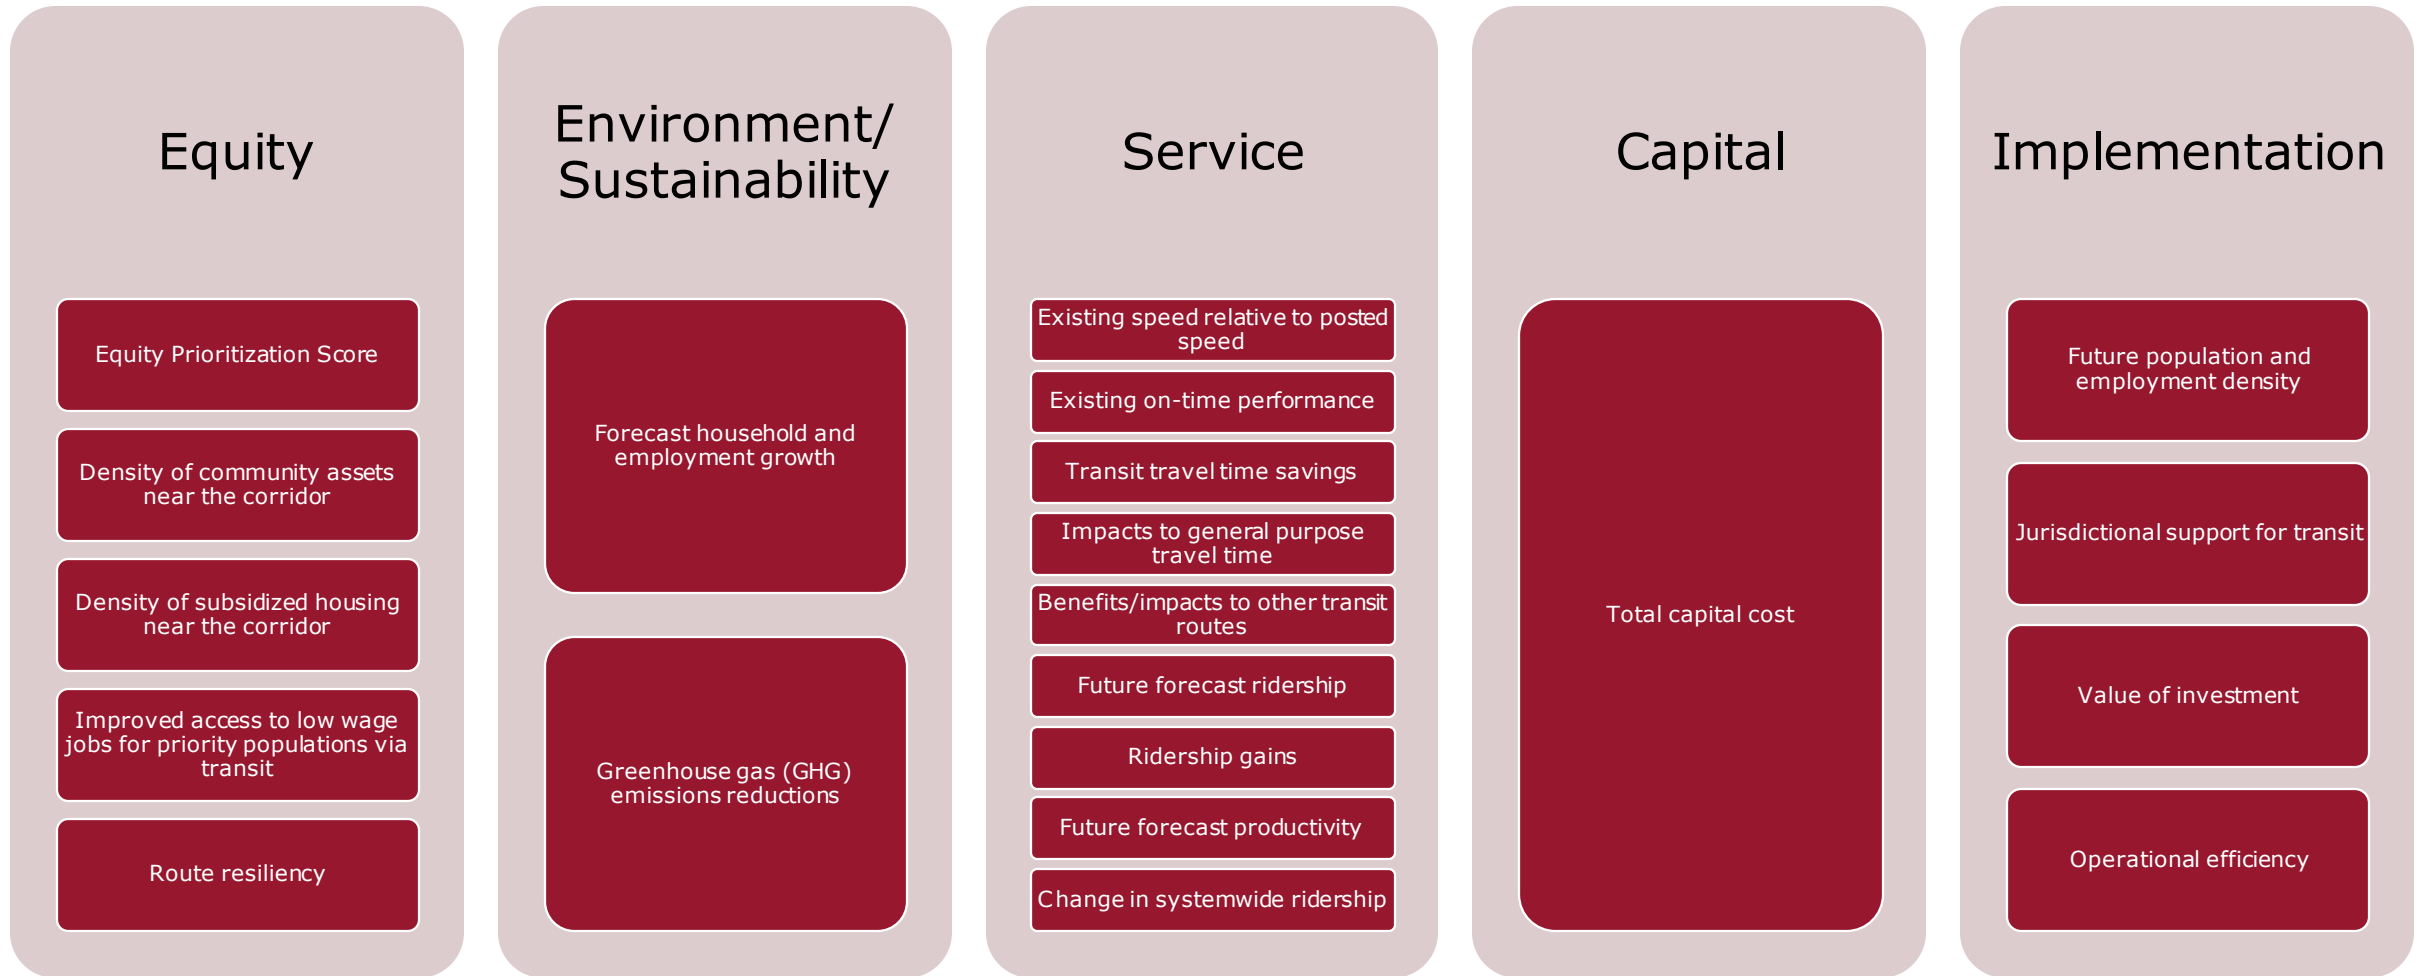 Equity
Equity Prioritization Score
Density of community assets
near the corridor
Density of subsidized housing
near the corridor
Improved access to low wage
jobs for priority populations via
transit
Route resiliency
Environment/
Sustainability
Forecast household and
employment growth
Greenhouse gas (GHG)
emissions reductions
Service
Existing speed relative to posted
speed
Existing on-time performance
Transit travel time savings
Impacts to general purpose
travel time
Benefits/impacts to other transit
routes
Future forecast ridership
Ridership gains
Future forecast productivity
Change in systemwide ridership
Capital
Total capital cost
Implementation
Future population and
employment density
Jurisdictional support for transit
Value of investment
Operational efficiency